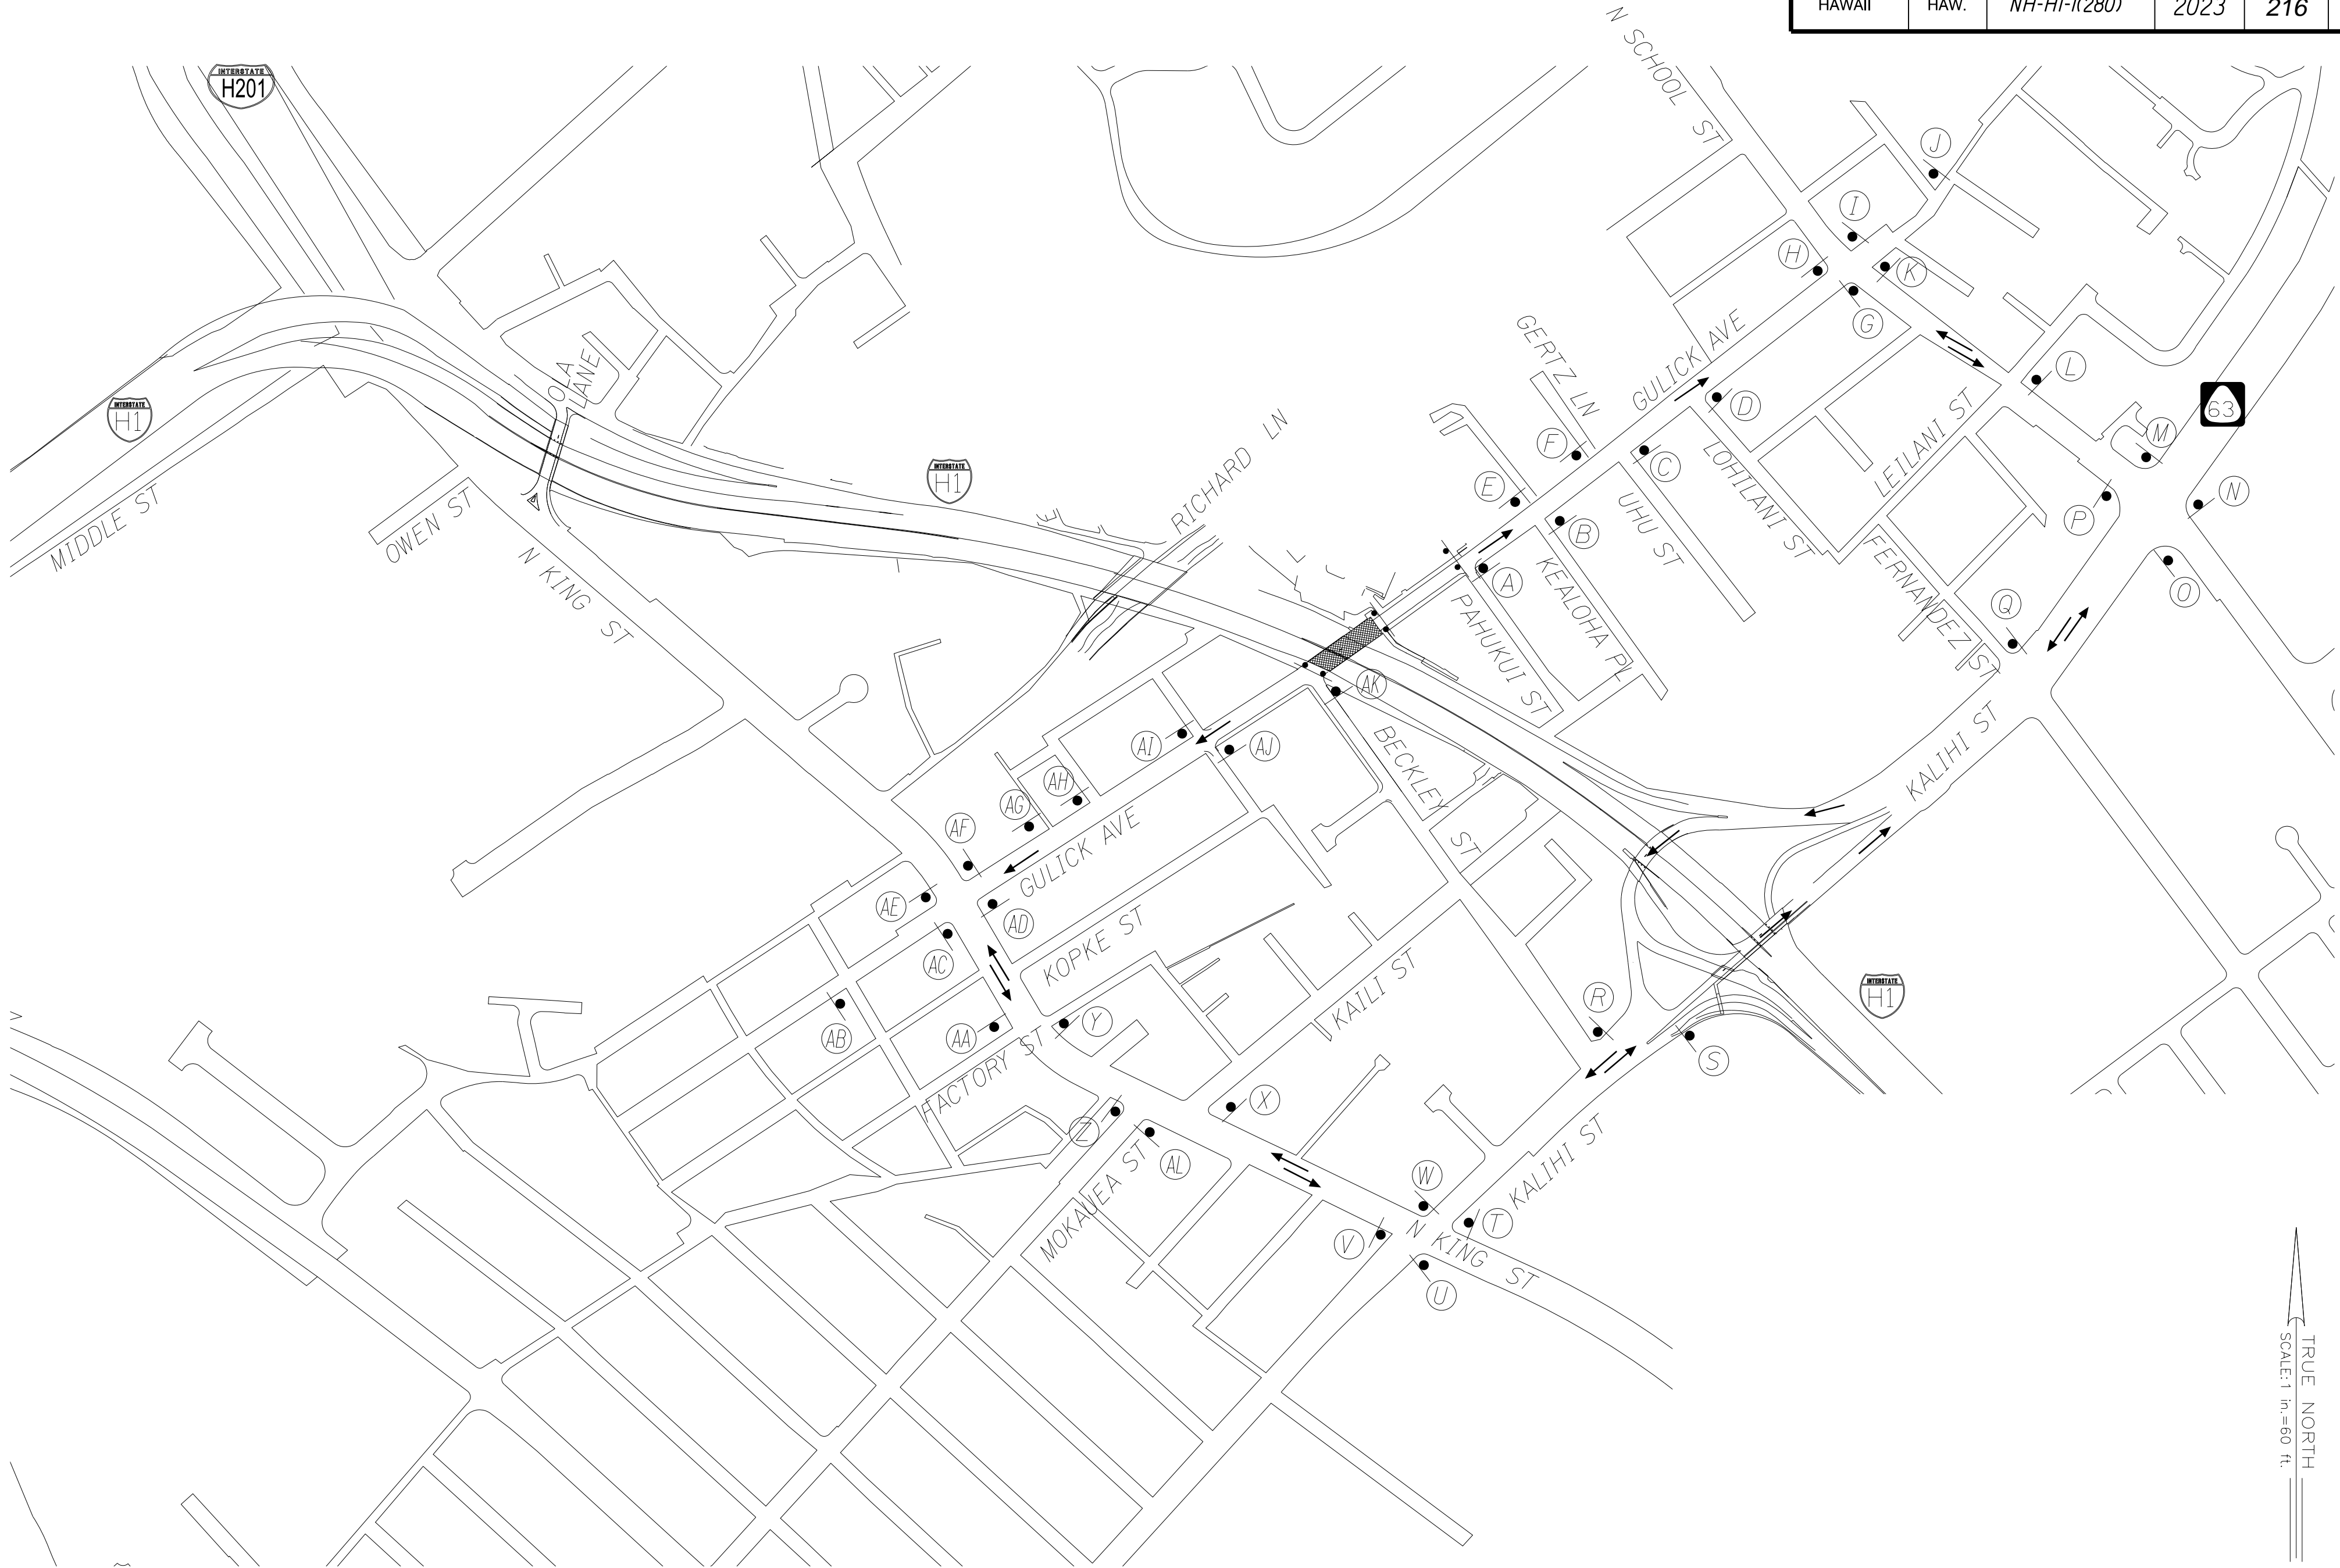 HAWAII HAW. NH-H1-1(280) 2023 216
N SCHOOL ST
INTERSTATE
H201
J
I
H
K
G
GERTZ LN
GULICK AVE
L
63
OLA
LANE
INTERSTATE
H1
D
M
F
C
LOHILANI ST
LEILANI ST
RICHARD LN
INTERSTATE
H1
E
N
MIDDLE ST
OWEN ST
B
UHU ST
P
N KING ST
A
KEALOHA PL
FERNANDEZ ST
O
PAHUKUI ST
Q
AK
AI
AJ
BECKLEY ST
KALIHI ST
AH
AG
AF
GULICK AVE
AE
AD
AC
KOPKE ST
KAILI ST
INTERSTATE
H1
R
AB
AA
Y
S
FACTORY ST
X
Z
AL
MOKAUEA ST
W
KALIHI ST
V
T
N KING ST
U
TRUE NORTH
SCALE: 1 in.=60 ft.